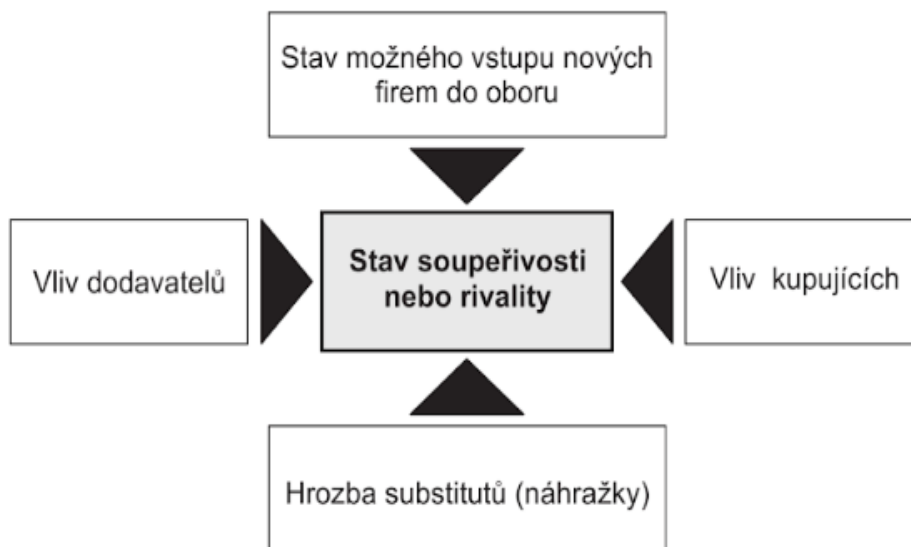 Stav možného vstupu nových
firem do oboru
Vliv dodavatelů
Stav soupeřivosti
nebo rivality
Vliv kupujících
Hrozba substitutů (náhražky)